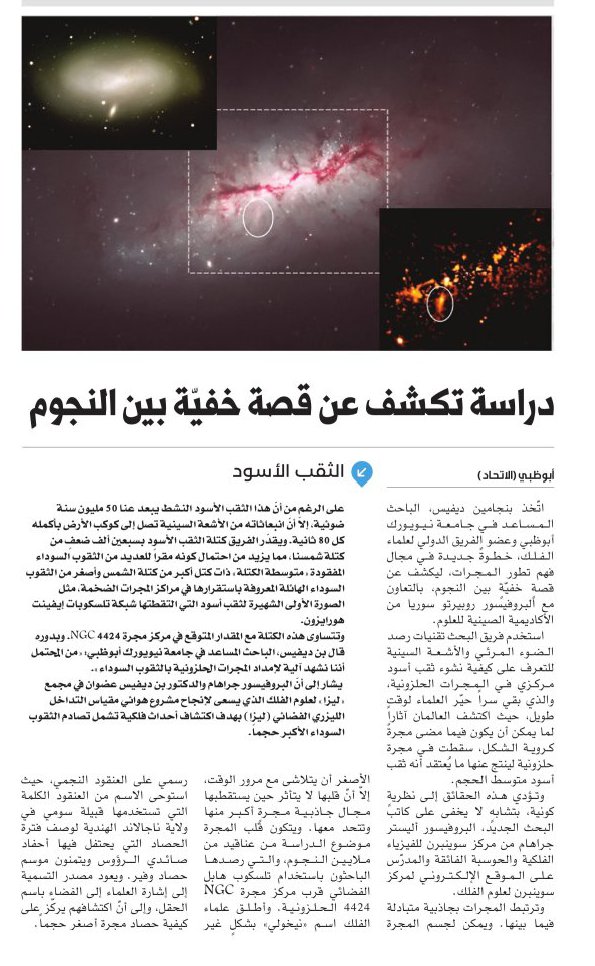 دراسة تكشف عن قصة خفيّة بين النجوم
أبوظبي (الاتحاد)
اتّخذ بنجامين ديفيس، الباحث
المساعد في جامعة نيويورك
أبوظبي وعضو الفريق الدولي لعلماء
الفلك، خطوةً جديدة في مجال
فهم تطور المجرات، ليكشف عن
قصة خفيّة بين النجوم، بالتعاون
مع البروفيسور روبيرتو سوريا من
الأكاديمية الصينية للعلوم.
استخدم فريق البحث تقنيات رصد
الضوء المرئي والأشعة السينية
للتعرف على كيفية نشوء ثقب أسود
مركزي في المجرات الحلزونية،
والذي بقي سراً حيّر العلماء لوقتٍ
طويل، حيث اكتشف العالمان آثاراً
لما يمكن أن يكون فيما مضى مجرة
كروية الشكل، سقطت في مجرة
حلزونية لينتج عنها ما يُعتقد أنه ثقب
أسود متوسط الحجم.
وتؤدي هذه الحقائق إلى نظرية
كونية، بتشابهٍ لا يخفى على كاتب
البحث الجديد، البروفيسور أليستر
جراهام من مركز سوينبرن للفيزياء
الفلكية والحوسبة الفائقة والمدرّس
على الموقع الإلكتروني لمركز
سوينبرن لعلوم الفلك.
وترتبط المجرات بجاذبية متبادلة
فيما بينها. ويمكن لجسم المجرة
الأصغر أن يتلاشى مع مرور الوقت،
إلاّ أنّ قلبها لا يتأثر حين يستقطبها
مجال جاذبية مجرة أكبر منها
وتتحد معها. ويتكون قلب المجرة
موضوع الدراسة من عناقيد من
ملايين النجوم، والتي رصدها
الباحثون باستخدام تلسكوب هابل
الفضائي قرب مركز مجرة NGC
4424 الحلزونية. وأطلق علماء
الفلك اسم «نيخولي» بشكلٍ غير
رسمي على العنقود النجمي، حيث
استوحى الاسم من العنقود الكلمة
التي تستخدمها قبيلة سومي في
ولاية ناجالاند الهندية لوصف فترة
الحصاد التي يحتفل فيها أحفاد
صائدي الرؤوس ويتمنون موسم
حصاد وفير. ويعود مصدر التسمية
إلى إشارة العلماء إلى الفضاء باسم
الحقل، وإلى أنّ اكتشافهم يركّز على
كيفية حصاد مجرة أصغر حجماً.
الثقب الأسود
على الرغم من أنّ هذا الثقب الأسود النشط يبعد عنا 50 مليون سنة
ضوئية، إلاّ أنّ انبعاثاته من الأشعة السينية تصل إلى كوكب الأرض بأكمله
كل 80 ثانية. ويقدّر الفريق كتلة الثقب الأسود بسبعين ألف ضعفٍ من
كتلة شمسنا، مما يزيد من احتمال كونه مقراً للعديد من الثقوب السوداء
المفقودة «متوسطة الكتلة» ذات كتل أكبر من كتلة الشمس وأصغر من الثقوب
السوداء الهائلة المعروفة باستقرارها في مراكز المجرات الضخمة، مثل
الصورة الأولى الشهيرة لثقب أسود التي التقطتها شبكة تلسكوبات إيفينت
هورايزون.
وتتساوى هذه الكتلة مع المقدار المتوقع في مركز مجرة NGC 4424. وبدوره
قال بن ديفيس، الباحث المساعد في جامعة نيويورك أبوظبي: «من المحتمل
أننا نشهد آلية لإمداد المجرات الحلزونية بالثقوب السوداء».
يشار إلى أنّ البروفيسور جراهام والدكتور بن ديفيس عضوان في مجمع
«ليزا» لعلوم الفلك الذي يسعى لإنجاح مشروع هوائي مقياس التداخل
الليزري الفضائي (ليزا) بهدف اكتشاف أحداث فلكية تشمل تصادم الثقوب
السوداء الأكبر حجماً.